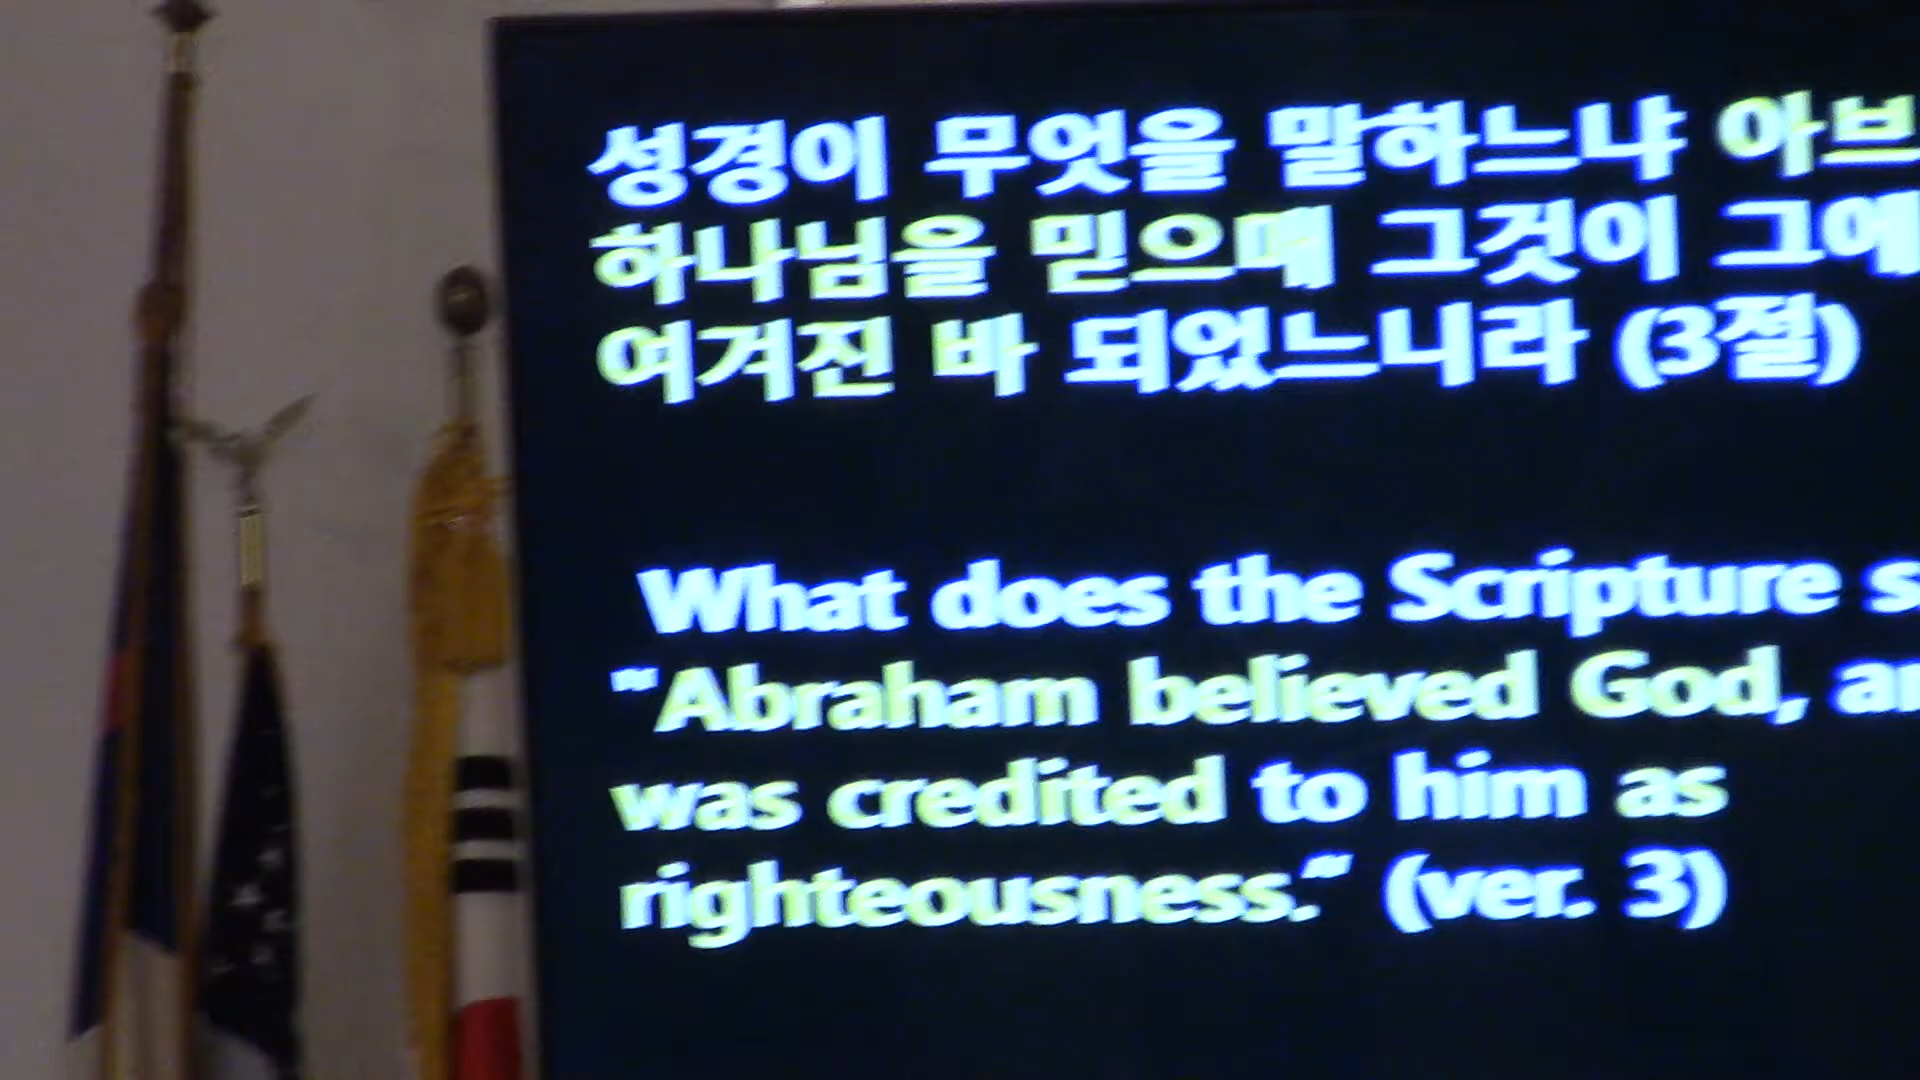 성경이 무엇을 말하느냐 아브
하나님을 믿으매 그것이 그에
여겨진 바 되었느니라 (3절)
What does the Scripture s
"Abraham believed God, an
was credited to him as
righteousness." (ver. 3)